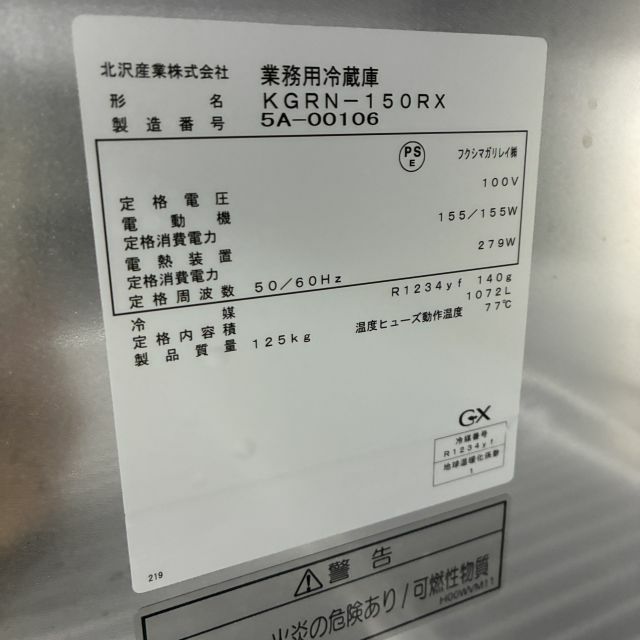 北沢産業株式会社 業務用冷蔵庫
形名 KGRN-150RX
製造番号 5A-00106
PS E フクシマガリレイ㈱
定格電圧 100V
電動機
定格消費電力 155/155W
電熱装置
定格消費電力 279W
定格周波数 50/60Hz
冷媒 R1234yf 140g
定格内容積 1072L
製品質量 125kg 温度ヒューズ動作温度 77℃
GX
冷媒番号
R1234yf
地球温暖化係数
1
219
警告
火炎の危険あり/可燃性物質
H00WVM11